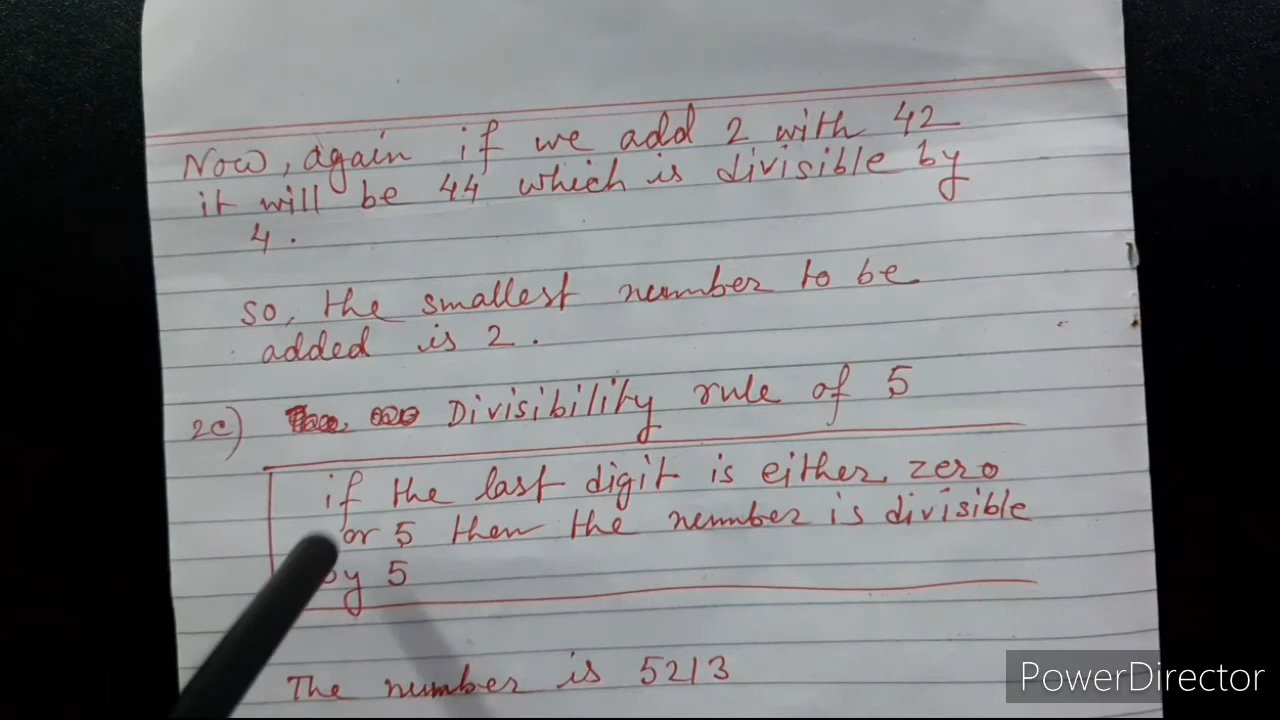 Now, again if we add 2 with 42
it will be 44 which is divisible by
4.
so, the smallest number to be
added is 2.
2c) Divisibility rule of 5
if the last digit is either zero
or 5 then the number is divisible
by 5
The number is 5213
PowerDirector